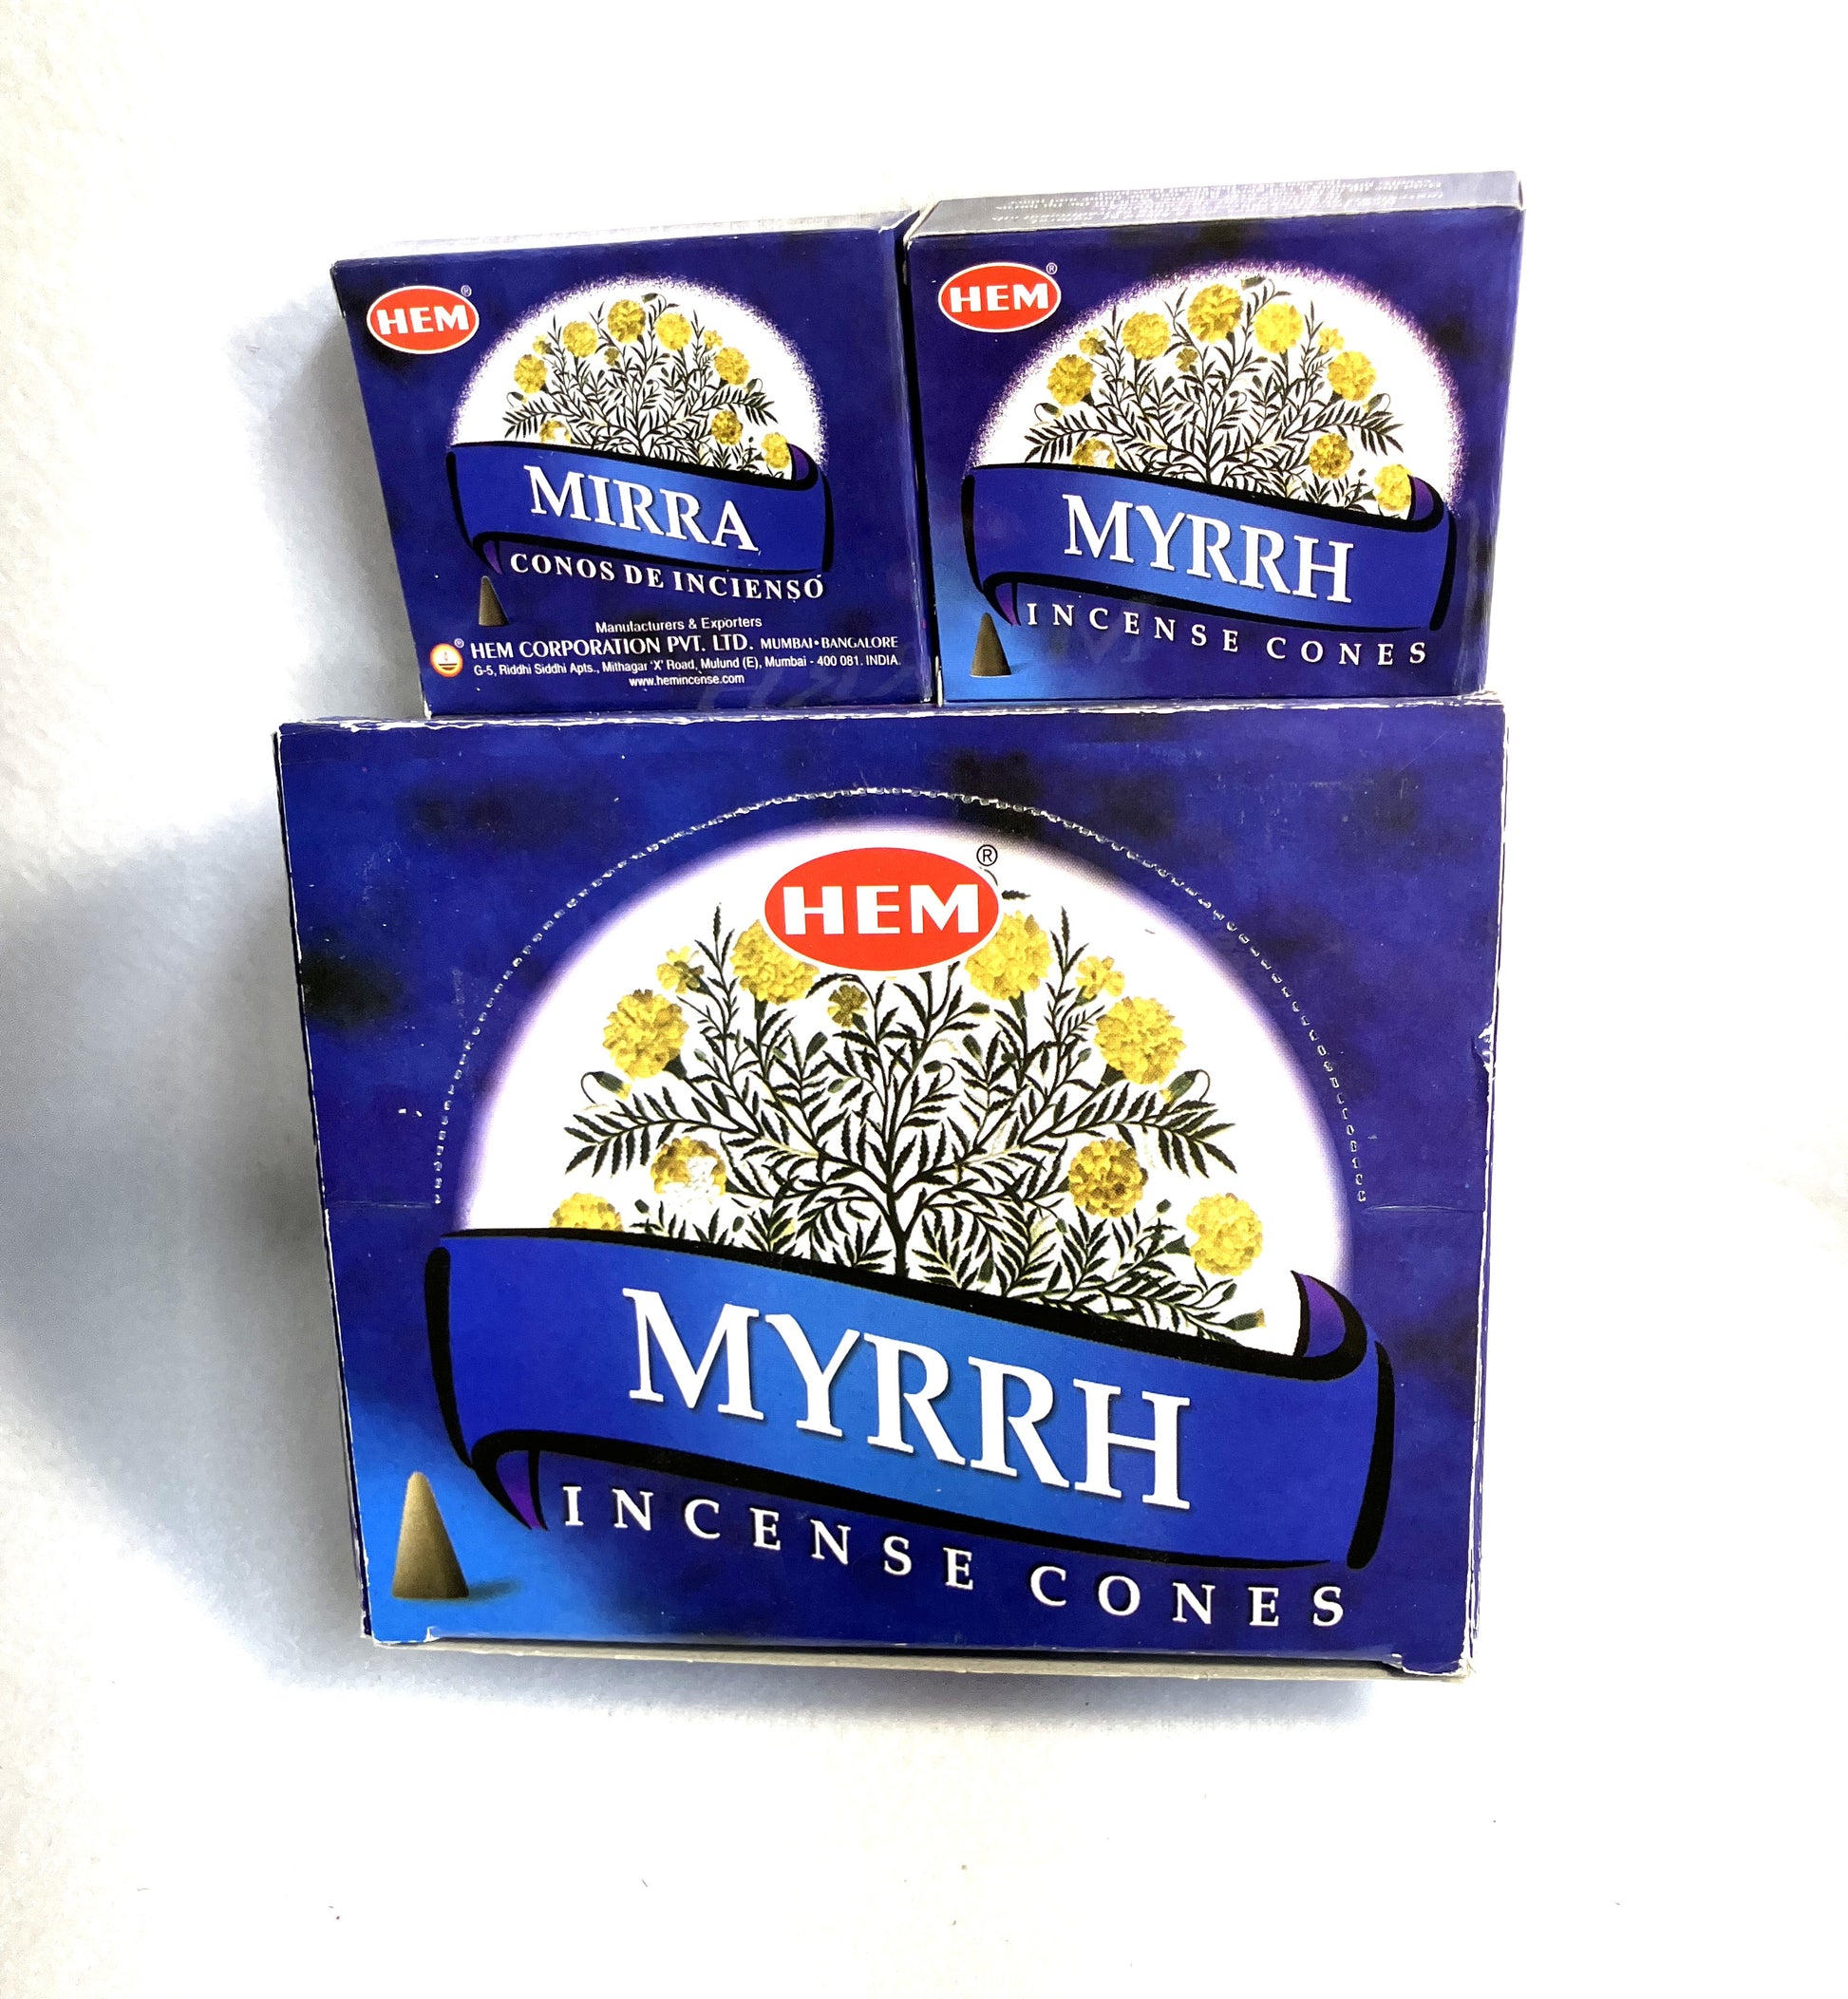 HEM®
MIRRA
CONOS DE INCIENSO
Manufacturers & Exporters
® HEM CORPORATION PVT. LTD. MUMBAI • BANGALORE
G-5, Riddhi Siddhi Apts., Mithagar 'X' Road, Mulund (E), Mumbai - 400 081. INDIA.
www.hemincense.com
HEM®
MYRRH
INCENSE CONES
HEM®
MYRRH
INCENSE CONES